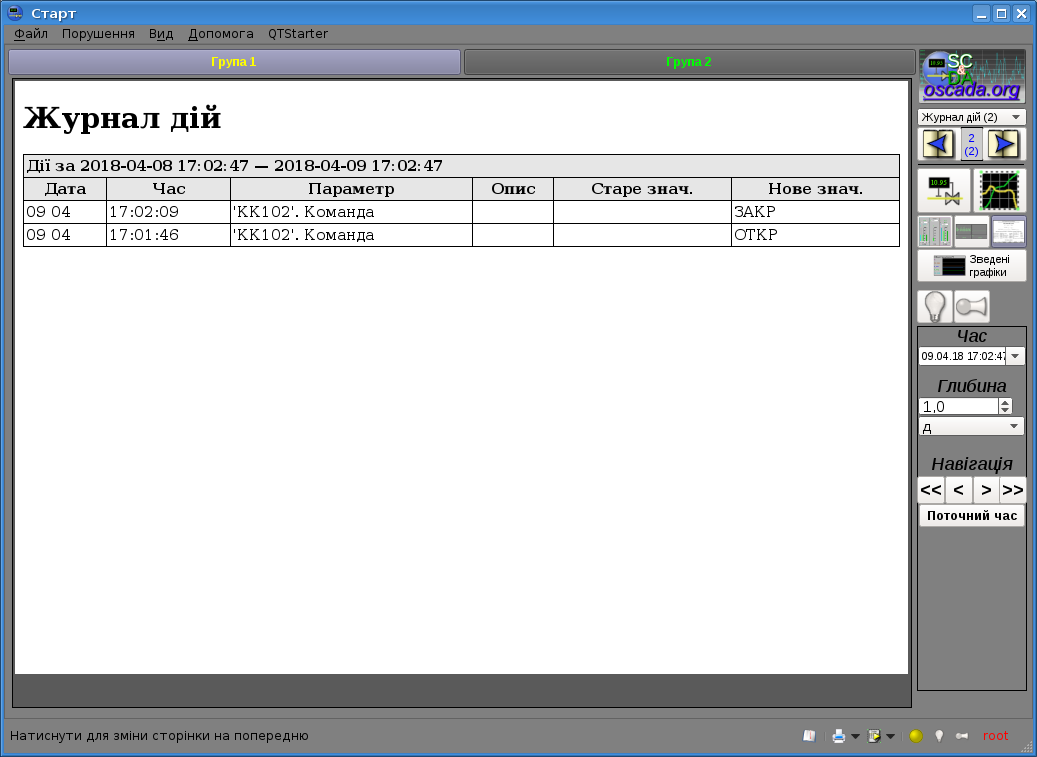 Старт
Файл Порушення Вид Допомога QTStarter
Група 1 Група 2
SC
&
DA
oscada.org
Журнал дій (2)
2
(2)
Журнал дій
Дії за 2018-04-08 17:02:47 — 2018-04-09 17:02:47
Дата Час Параметр Опис Старе знач. Нове знач.
09 04 17:02:09 'КК102'. Команда ЗАКР
09 04 17:01:46 'КК102'. Команда ОТКР
10.95
Зведені
графіки
Час
09.04.18 17:02:47
Глибина
1,0
д
Навігація
<< < > >>
Поточний час
Натиснути для зміни сторінки на попередню
root